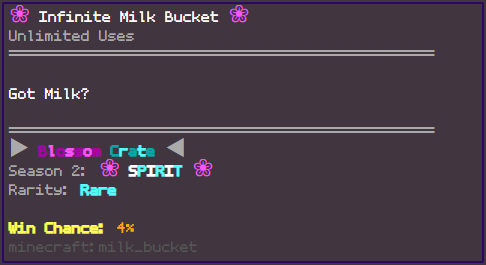 ❀ Infinite Milk Bucket ❀
Unlimited Uses
Got Milk?
▶ Blossom Crate ◀
Season 2: ❀ SPIRIT ❀
Rarity: Rare
Win Chance: 4%
minecraft:milk_bucket